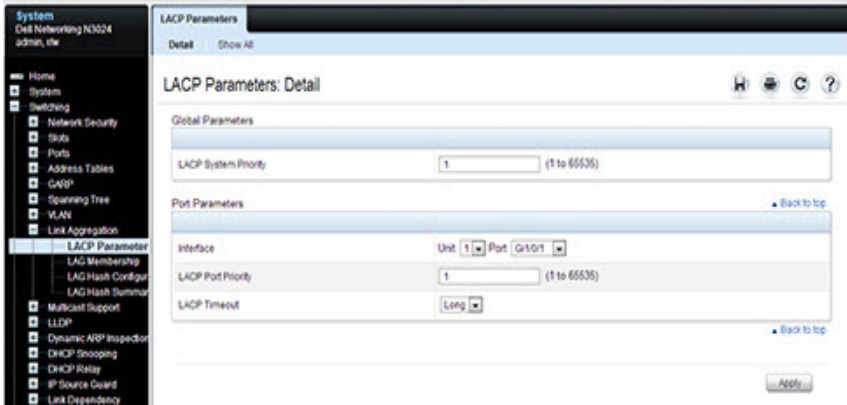 System
Dell Networking N3024
admin, r/w
Home
System
Switching
Network Security
Slots
Ports
Address Tables
GARP
Spanning Tree
VLAN
Link Aggregation
LACP Parameter
LAG Membership
LAG Hash Configur
LAG Hash Summar
Multicast Support
LLDP
Dynamic ARP Inspection
DHCP Snooping
DHCP Relay
IP Source Guard
Link Dependency
LACP Parameters
Detail Show All
LACP Parameters: Detail
Global Parameters
LACP System Priority 1 (1 to 65535)
Port Parameters Back to top
Interface Unit 1 Port Gi1/0/1
LACP Port Priority 1 (1 to 65535)
LACP Timeout Long
Back to top
Apply